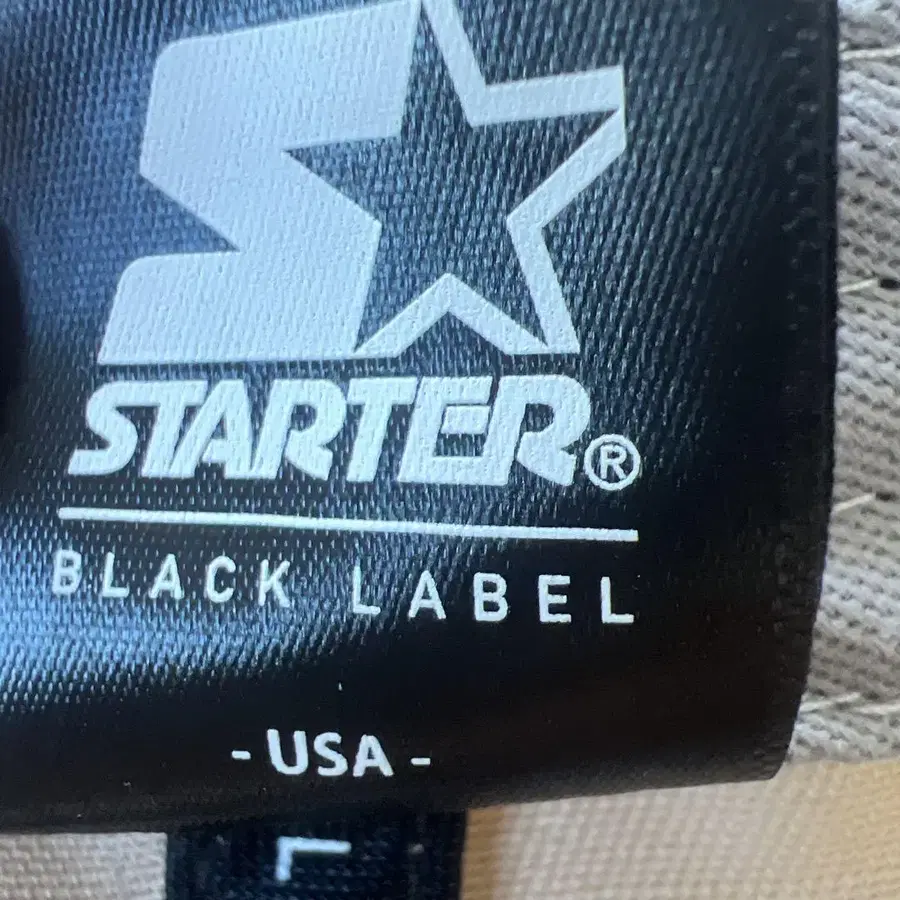 STARTER®
BLACK LABEL
- USA -
L